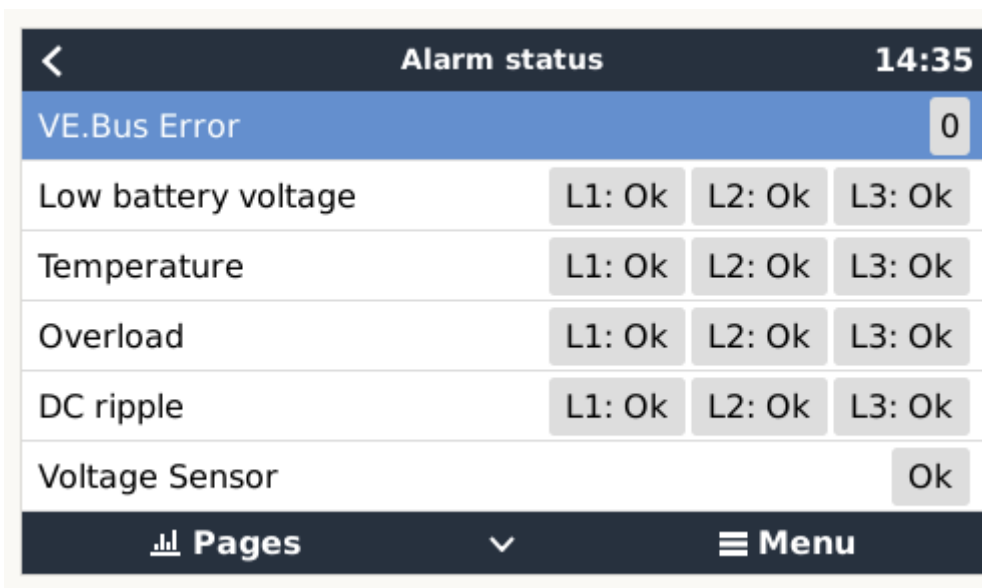 Alarm status 14:35
VE.Bus Error 0
Low battery voltage L1: Ok L2: Ok L3: Ok
Temperature L1: Ok L2: Ok L3: Ok
Overload L1: Ok L2: Ok L3: Ok
DC ripple L1: Ok L2: Ok L3: Ok
Voltage Sensor Ok
Pages Menu